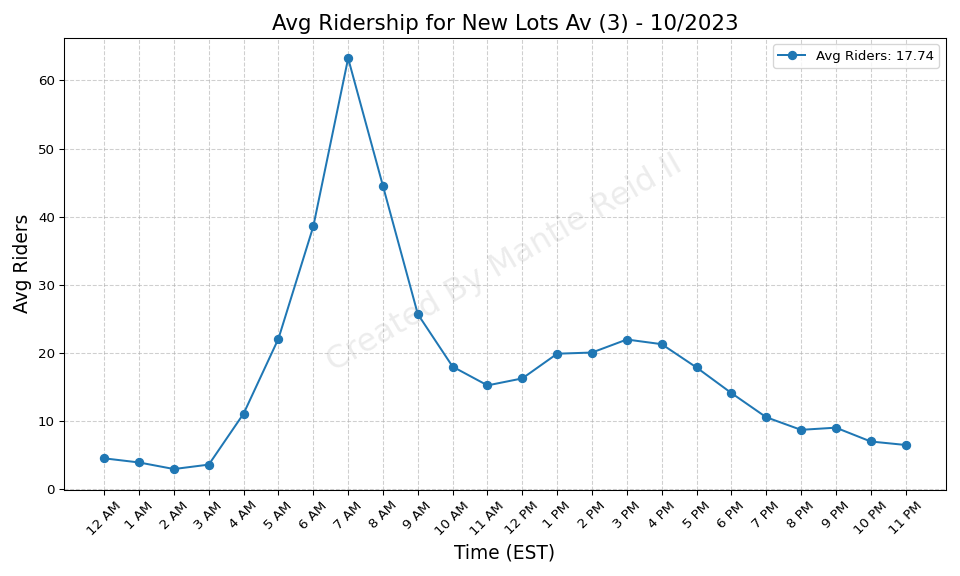 Avg Ridership for New Lots Av (3) - 10/2023
Avg Riders: 17.74
Avg Riders
60
50
40
30
20
10
0
Created By Mantie Reid II
12 AM 1 AM 2 AM 3 AM 4 AM 5 AM 6 AM 7 AM 8 AM 9 AM 10 AM 11 AM 12 PM 1 PM 2 PM 3 PM 4 PM 5 PM 6 PM 7 PM 8 PM 9 PM 10 PM 11 PM
Time (EST)